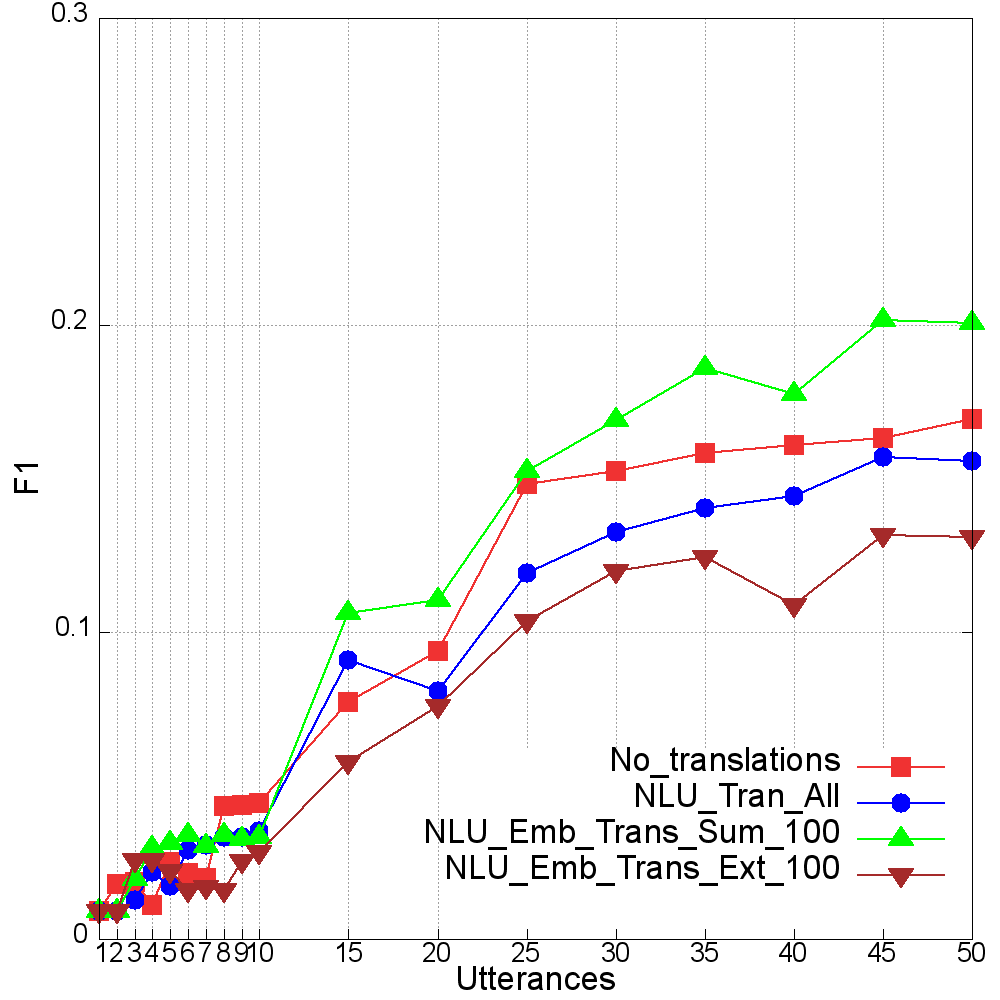 0.3
0.2
0.1
0
F1
1 2 3 4 5 6 7 8 9 10 15 20 25 30 35 40 45 50
Utterances
No_translations
NLU_Tran_All
NLU_Emb_Trans_Sum_100
NLU_Emb_Trans_Ext_100